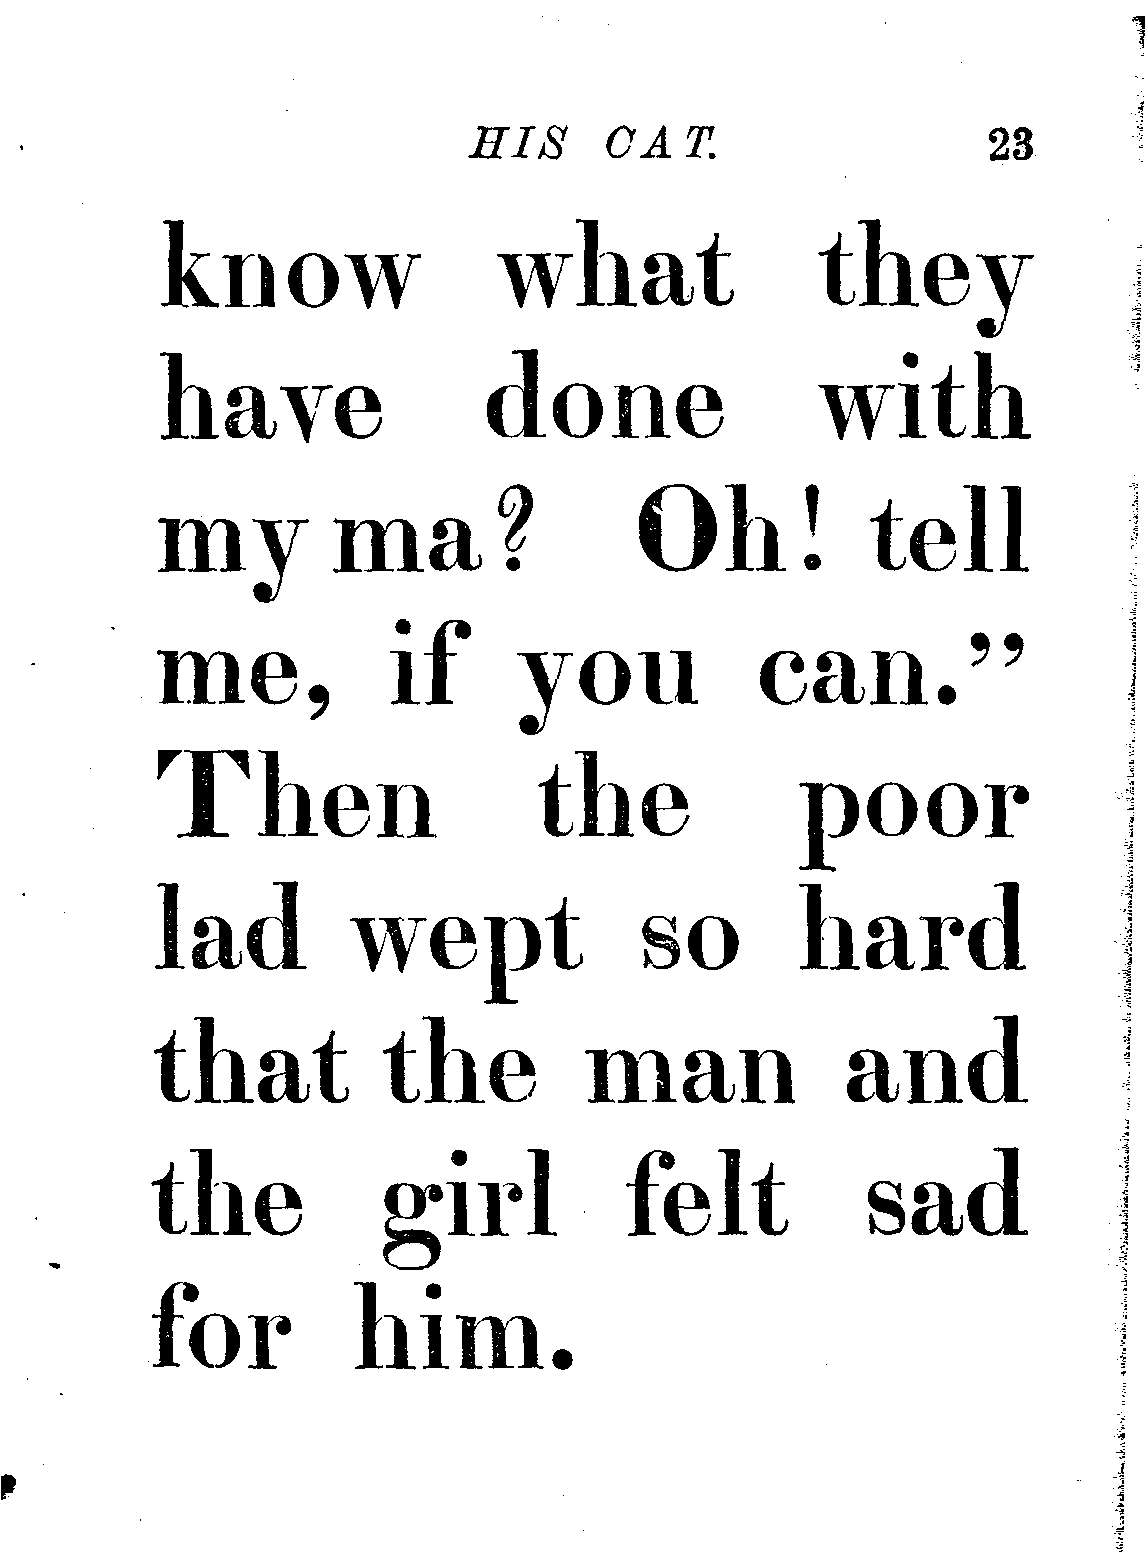 HIS CAT. 23
know what they
have done with
my ma? Oh! tell
me, if you can.”
Then the poor
lad wept so hard
that the man and
the girl felt sad
for him.